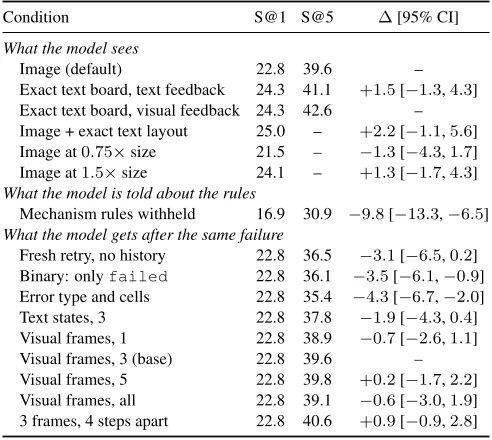 Condition S@1 S@5 Δ [95% CI]
What the model sees
Image (default) 22.8 39.6 –
Exact text board, text feedback 24.3 41.1 +1.5 [−1.3, 4.3]
Exact text board, visual feedback 24.3 42.6 –
Image + exact text layout 25.0 – +2.2 [−1.1, 5.6]
Image at 0.75× size 21.5 – −1.3 [−4.3, 1.7]
Image at 1.5× size 24.1 – +1.3 [−1.7, 4.3]
What the model is told about the rules
Mechanism rules withheld 16.9 30.9 −9.8 [−13.3, −6.5]
What the model gets after the same failure
Fresh retry, no history 22.8 36.5 −3.1 [−6.5, 0.2]
Binary: only failed 22.8 36.1 −3.5 [−6.1, −0.9]
Error type and cells 22.8 35.4 −4.3 [−6.7, −2.0]
Text states, 3 22.8 37.8 −1.9 [−4.3, 0.4]
Visual frames, 1 22.8 38.9 −0.7 [−2.6, 1.1]
Visual frames, 3 (base) 22.8 39.6 –
Visual frames, 5 22.8 39.8 +0.2 [−1.7, 2.2]
Visual frames, all 22.8 39.1 −0.6 [−3.0, 1.9]
3 frames, 4 steps apart 22.8 40.6 +0.9 [−0.9, 2.8]